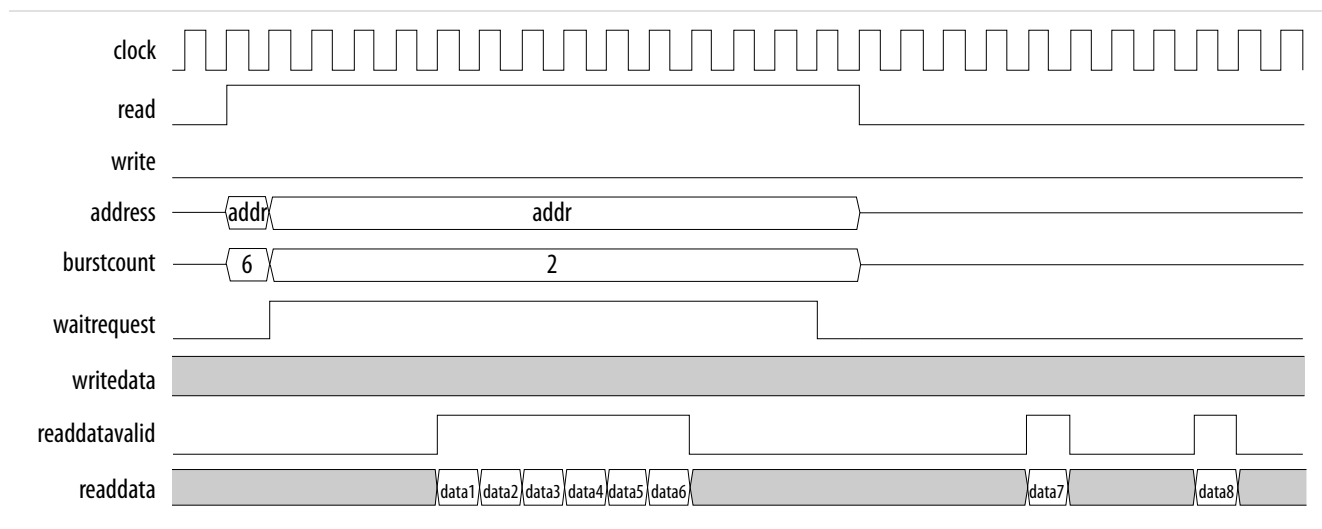 clock
read
write
address addr addr
burstcount 6 2
waitrequest
writedata
readdatavalid
readdata data1 data2 data3 data4 data5 data6 data7 data8